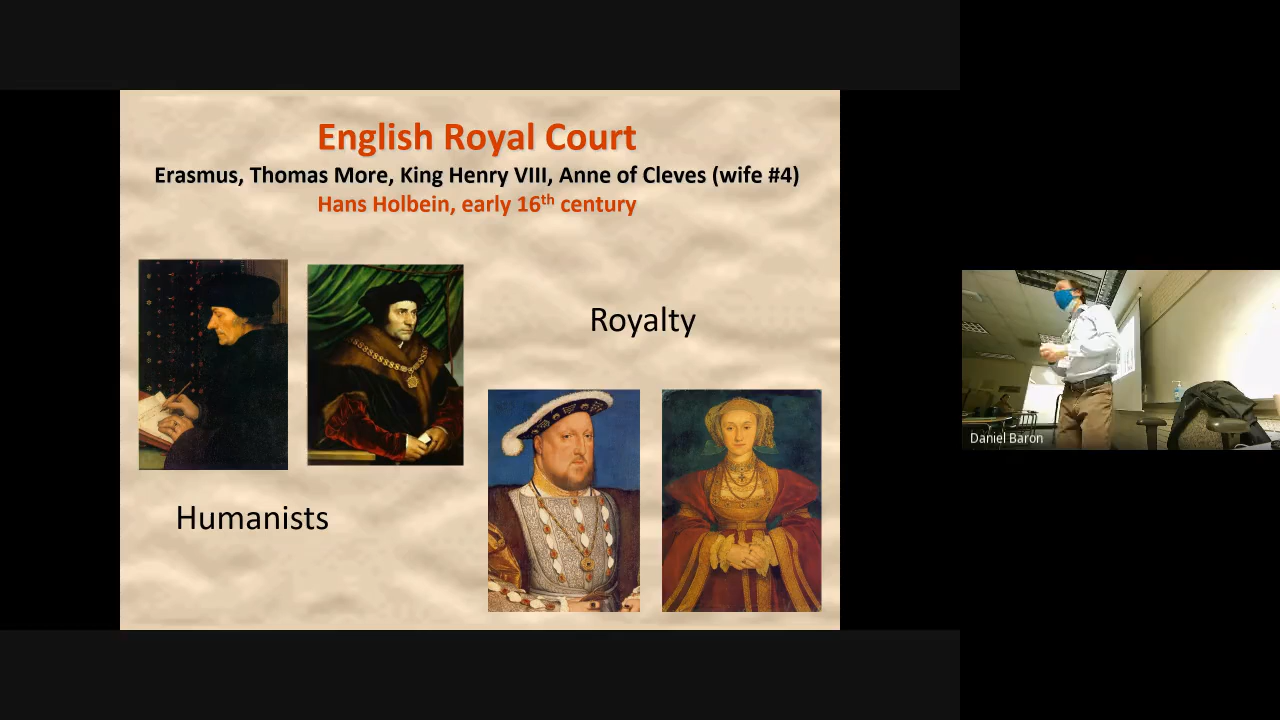 English Royal Court
Erasmus, Thomas More, King Henry VIII, Anne of Cleves (wife #4)
Hans Holbein, early 16th century
Royalty
Humanists
Daniel Baron